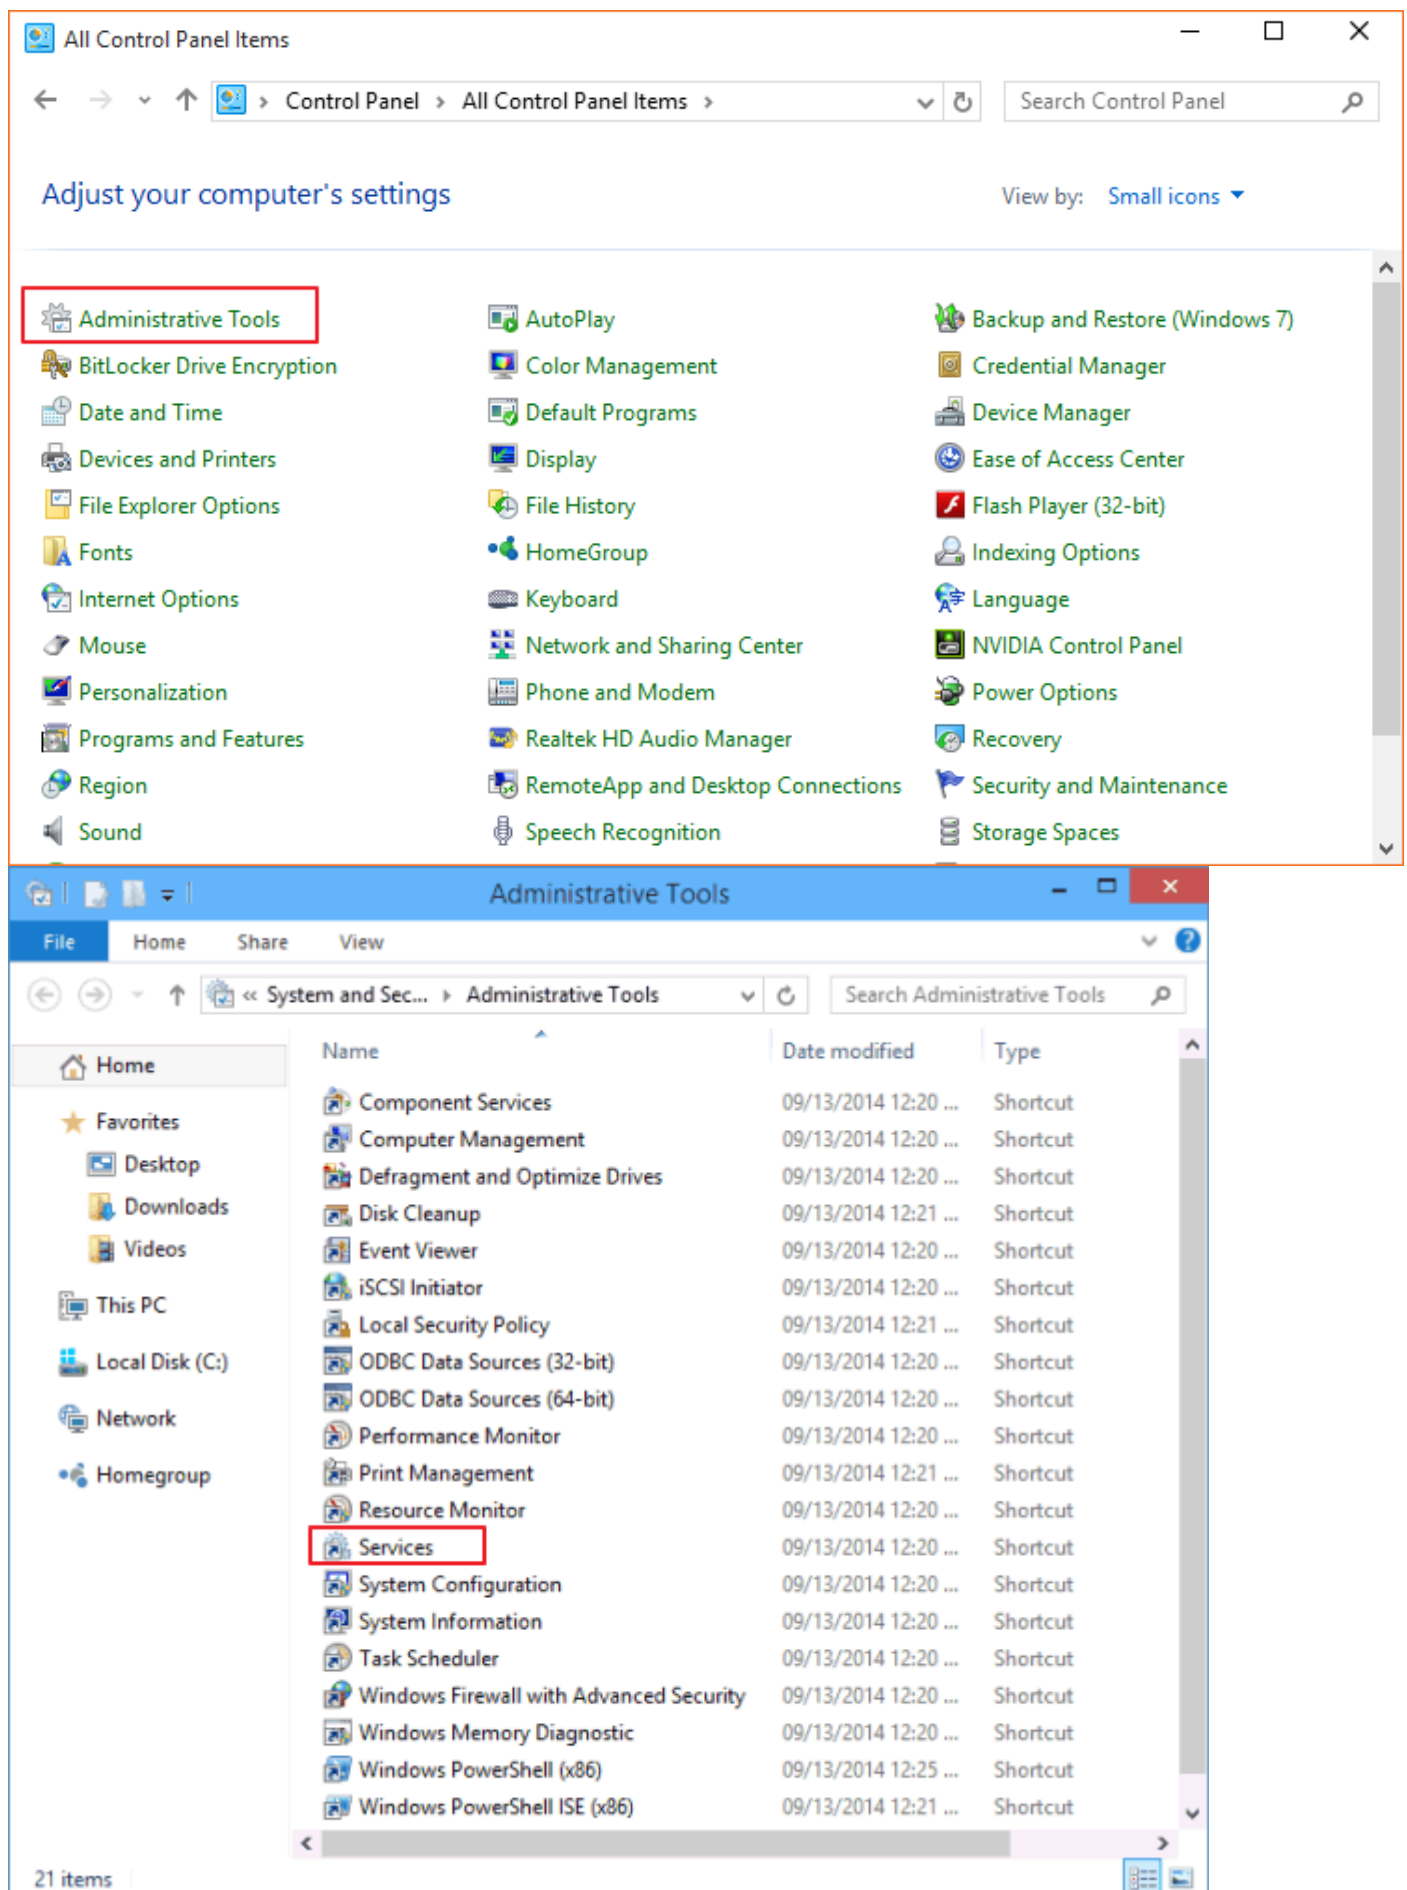 All Control Panel Items
Control Panel > All Control Panel Items >
Search Control Panel
Adjust your computer's settings
View by: Small icons
Administrative Tools
AutoPlay
Backup and Restore (Windows 7)
BitLocker Drive Encryption
Color Management
Credential Manager
Date and Time
Default Programs
Device Manager
Devices and Printers
Display
Ease of Access Center
File Explorer Options
File History
Flash Player (32-bit)
Fonts
HomeGroup
Indexing Options
Internet Options
Keyboard
Language
Mouse
Network and Sharing Center
NVIDIA Control Panel
Personalization
Phone and Modem
Power Options
Programs and Features
Realtek HD Audio Manager
Recovery
Region
RemoteApp and Desktop Connections
Security and Maintenance
Sound
Speech Recognition
Storage Spaces
Administrative Tools
File Home Share View
« System and Sec... Administrative Tools
Search Administrative Tools
Home
Favorites
Desktop
Downloads
Videos
This PC
Local Disk (C:)
Network
Homegroup
Name Date modified Type
Component Services 09/13/2014 12:20 ... Shortcut
Computer Management 09/13/2014 12:20 ... Shortcut
Defragment and Optimize Drives 09/13/2014 12:20 ... Shortcut
Disk Cleanup 09/13/2014 12:21 ... Shortcut
Event Viewer 09/13/2014 12:20 ... Shortcut
iSCSI Initiator 09/13/2014 12:20 ... Shortcut
Local Security Policy 09/13/2014 12:21 ... Shortcut
ODBC Data Sources (32-bit) 09/13/2014 12:20 ... Shortcut
ODBC Data Sources (64-bit) 09/13/2014 12:20 ... Shortcut
Performance Monitor 09/13/2014 12:20 ... Shortcut
Print Management 09/13/2014 12:21 ... Shortcut
Resource Monitor 09/13/2014 12:20 ... Shortcut
Services 09/13/2014 12:20 ... Shortcut
System Configuration 09/13/2014 12:20 ... Shortcut
System Information 09/13/2014 12:20 ... Shortcut
Task Scheduler 09/13/2014 12:20 ... Shortcut
Windows Firewall with Advanced Security 09/13/2014 12:20 ... Shortcut
Windows Memory Diagnostic 09/13/2014 12:20 ... Shortcut
Windows PowerShell (x86) 09/13/2014 12:25 ... Shortcut
Windows PowerShell ISE (x86) 09/13/2014 12:21 ... Shortcut
21 items